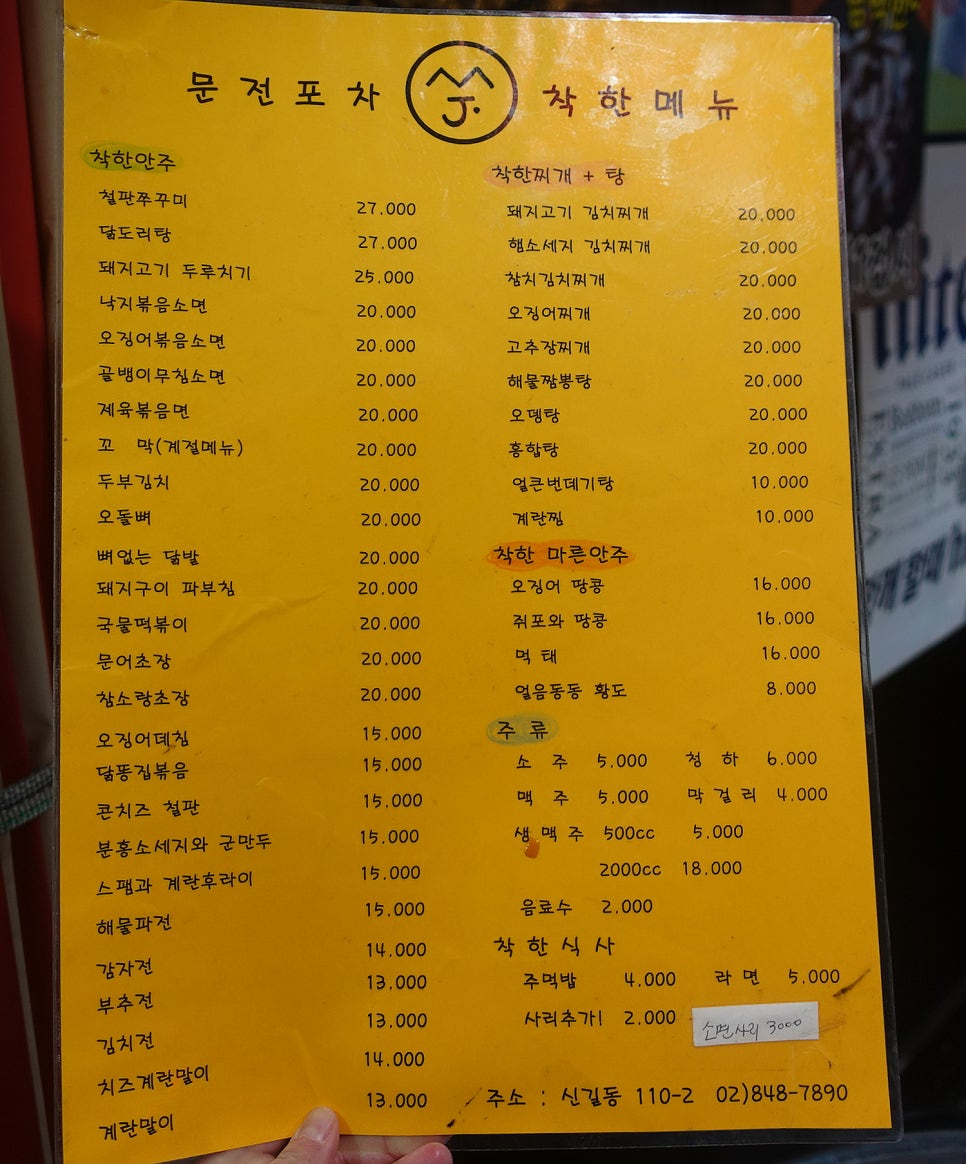 문전포차 MJ. 착한메뉴
착한안주
철판쭈꾸미 27.000
닭도리탕 27.000
돼지고기 두루치기 25.000
낙지볶음소면 20.000
오징어볶음소면 20.000
골뱅이무침소면 20.000
제육볶음면 20.000
꼬 막(계절메뉴) 20.000
두부김치 20.000
오돌뼈 20.000
뼈없는 닭발 20.000
돼지구이 파부침 20.000
국물떡볶이 20.000
문어초장 20.000
참소랑초장 20.000
오징어데침 15.000
닭똥집볶음 15.000
콘치즈 철판 15.000
분홍소세지와 군만두 15.000
스팸과 계란후라이 15.000
해물파전 15.000
감자전 14.000
부추전 13.000
김치전 13.000
치즈계란말이 14.000
계란말이 13.000
착한찌개 + 탕
돼지고기 김치찌개 20,000
햄소세지 김치찌개 20.000
참치김치찌개 20.000
오징어찌개 20.000
고추장찌개 20.000
해물짬뽕탕 20.000
오뎅탕 20.000
홍합탕 20.000
얼큰번데기탕 10.000
계란찜 10.000
착한 마른안주
오징어 땅콩 16.000
쥐포와 땅콩 16.000
먹태 16.000
얼음동동 황도 8.000
주 류
소 주 5.000 청 하 6.000
맥 주 5.000 막걸리 4.000
생맥주 500cc 5.000
2000cc 18.000
음료수 2.000
착한식사
주먹밥 4.000 라면 5.000
사리추가l 2.000 소면사리 3000
주소 : 신길동 110-2 02)848-7890